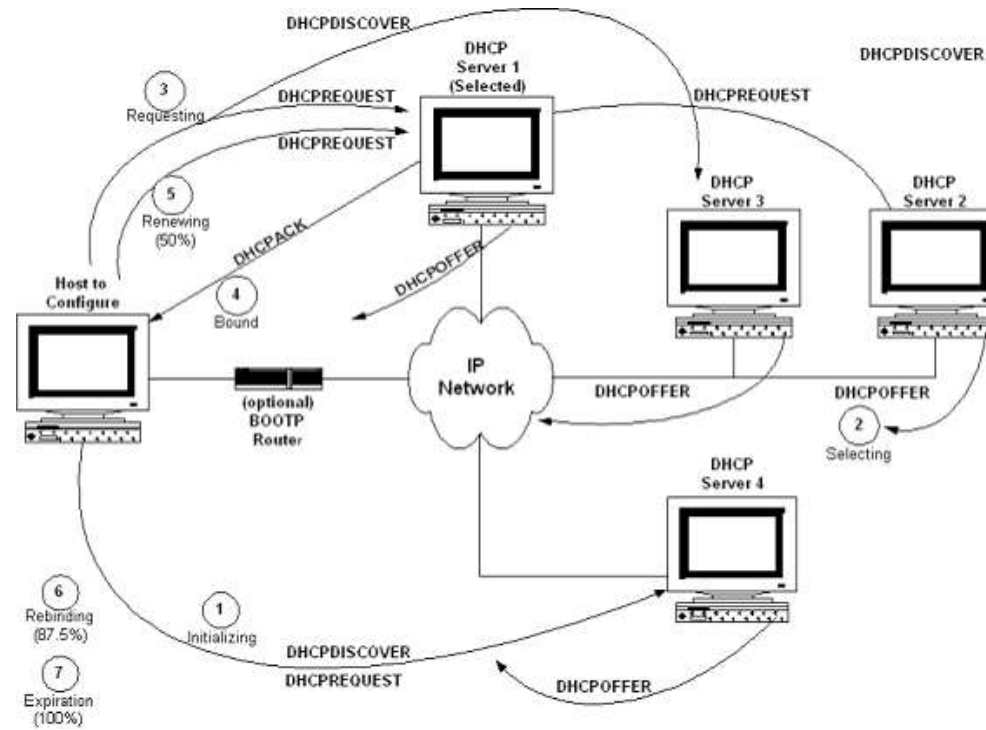 DHCPDISCOVER
DHCP
Server 1
(Selected)
DHCPDISCOVER
3
Requesting
DHCPREQUEST
DHCPREQUEST
DHCPREQUEST
5
Renewing
(50%)
DHCP
Server 3
DHCP
Server 2
DHCPACK
DHCPOFFER
Host to
Configure
4
Bound
IP
Network
(optional)
BOOTP
Router
DHCPOFFER
DHCPOFFER
2
Selecting
DHCP
Server 4
6
Rebinding
(87.5%)
1
Initializing
DHCPDISCOVER
DHCPREQUEST
7
Expiration
(100%)
DHCPOFFER